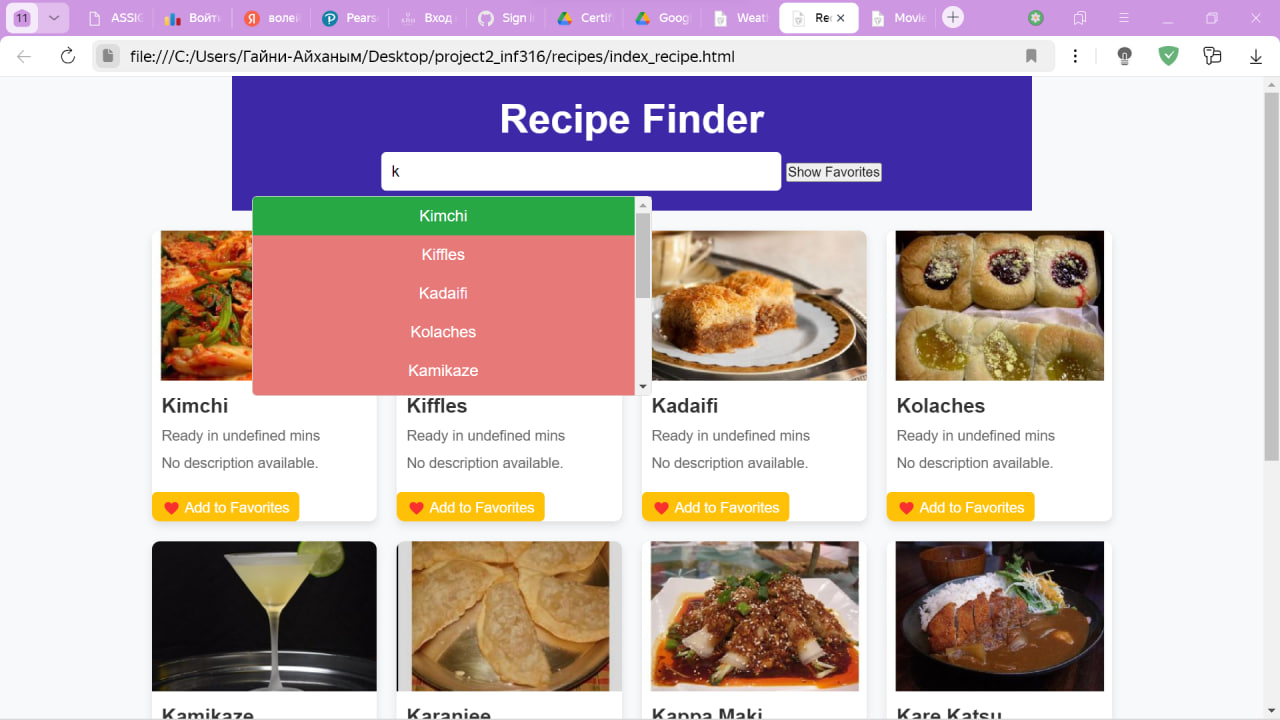 11
ASSIG
Войти
волей
Pearso
Вход
Sign i
Certif
Googl
Weath
Rec
Movie
file:///C:/Users/Гайни-Айханым/Desktop/project2_inf316/recipes/index_recipe.html
Recipe Finder
k
Show Favorites
Kimchi
Kiffles
Kadaifi
Kolaches
Kamikaze
Kimchi
Kiffles
Kadaifi
Kolaches
Ready in undefined mins
Ready in undefined mins
Ready in undefined mins
Ready in undefined mins
No description available.
No description available.
No description available.
No description available.
Add to Favorites
Add to Favorites
Add to Favorites
Add to Favorites
Kamikaze
Karanjee
Kappa Maki
Kare Katsu